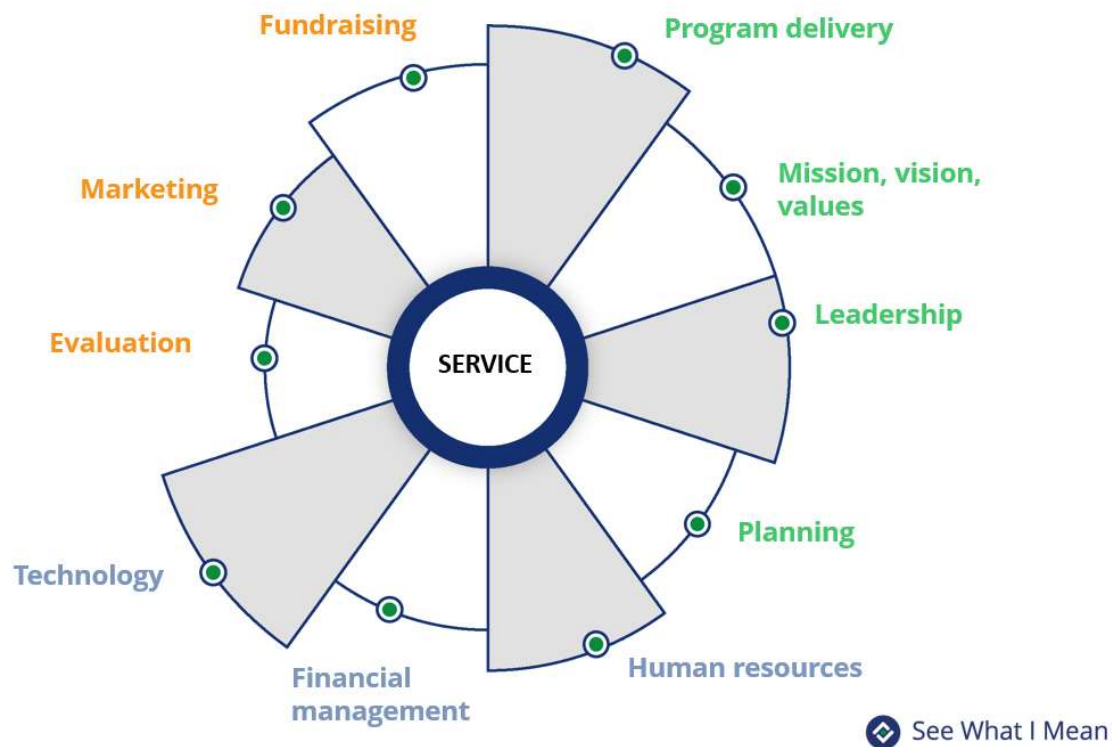 Fundraising
Program delivery
Mission, vision,
values
Marketing
Leadership
Evaluation
SERVICE
Planning
Technology
Human resources
Financial
management
See What I Mean